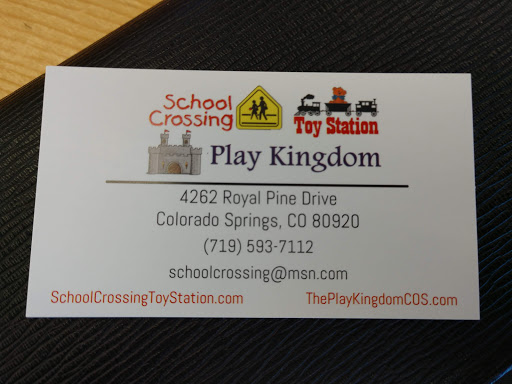 School
Crossing
Toy Station
Play Kingdom
4262 Royal Pine Drive
Colorado Springs, CO 80920
(719) 593-7112
schoolcrossing@msn.com
SchoolCrossingToyStation.com
ThePlayKingdomCOS.com